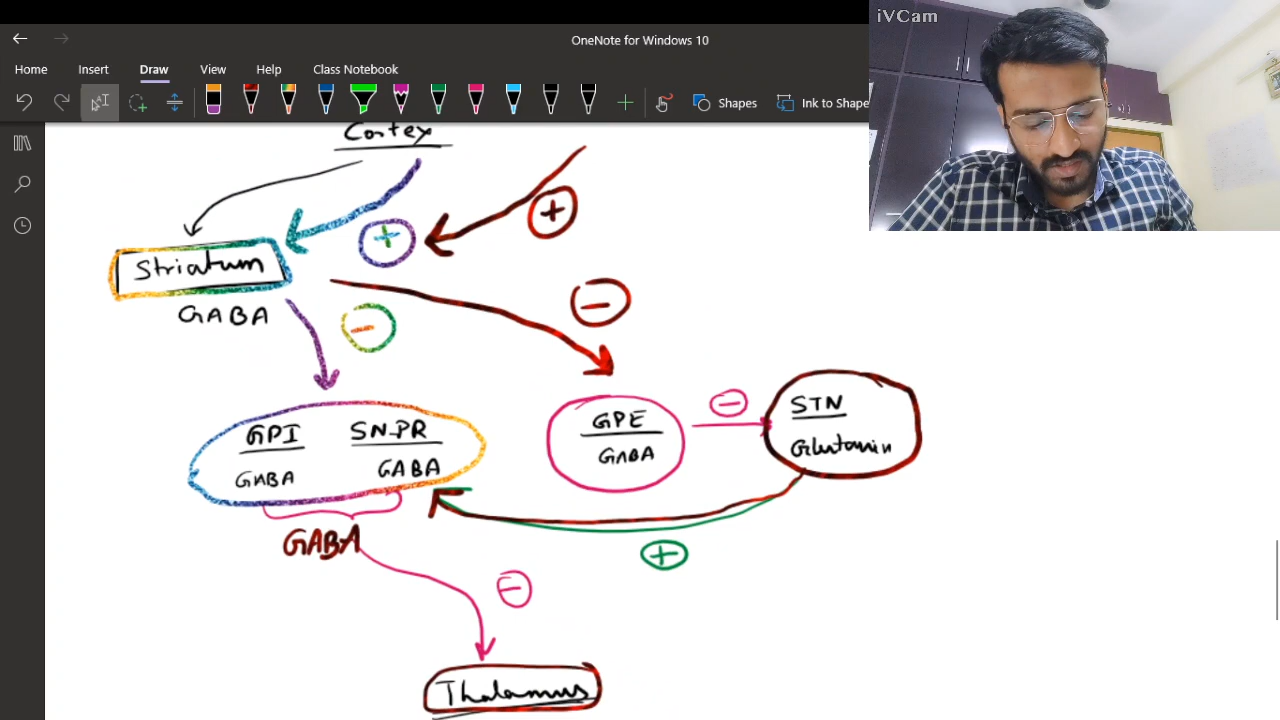 iVCam
OneNote for Windows 10
Home Insert Draw View Help Class Notebook
Shapes Ink to Shape
Cortex
+
+
Striatum
GABA
−
−
GPI SNPR
GABA GABA
GPE
GABA
−
STN
Glutamin
GABA
+
−
Thalamus